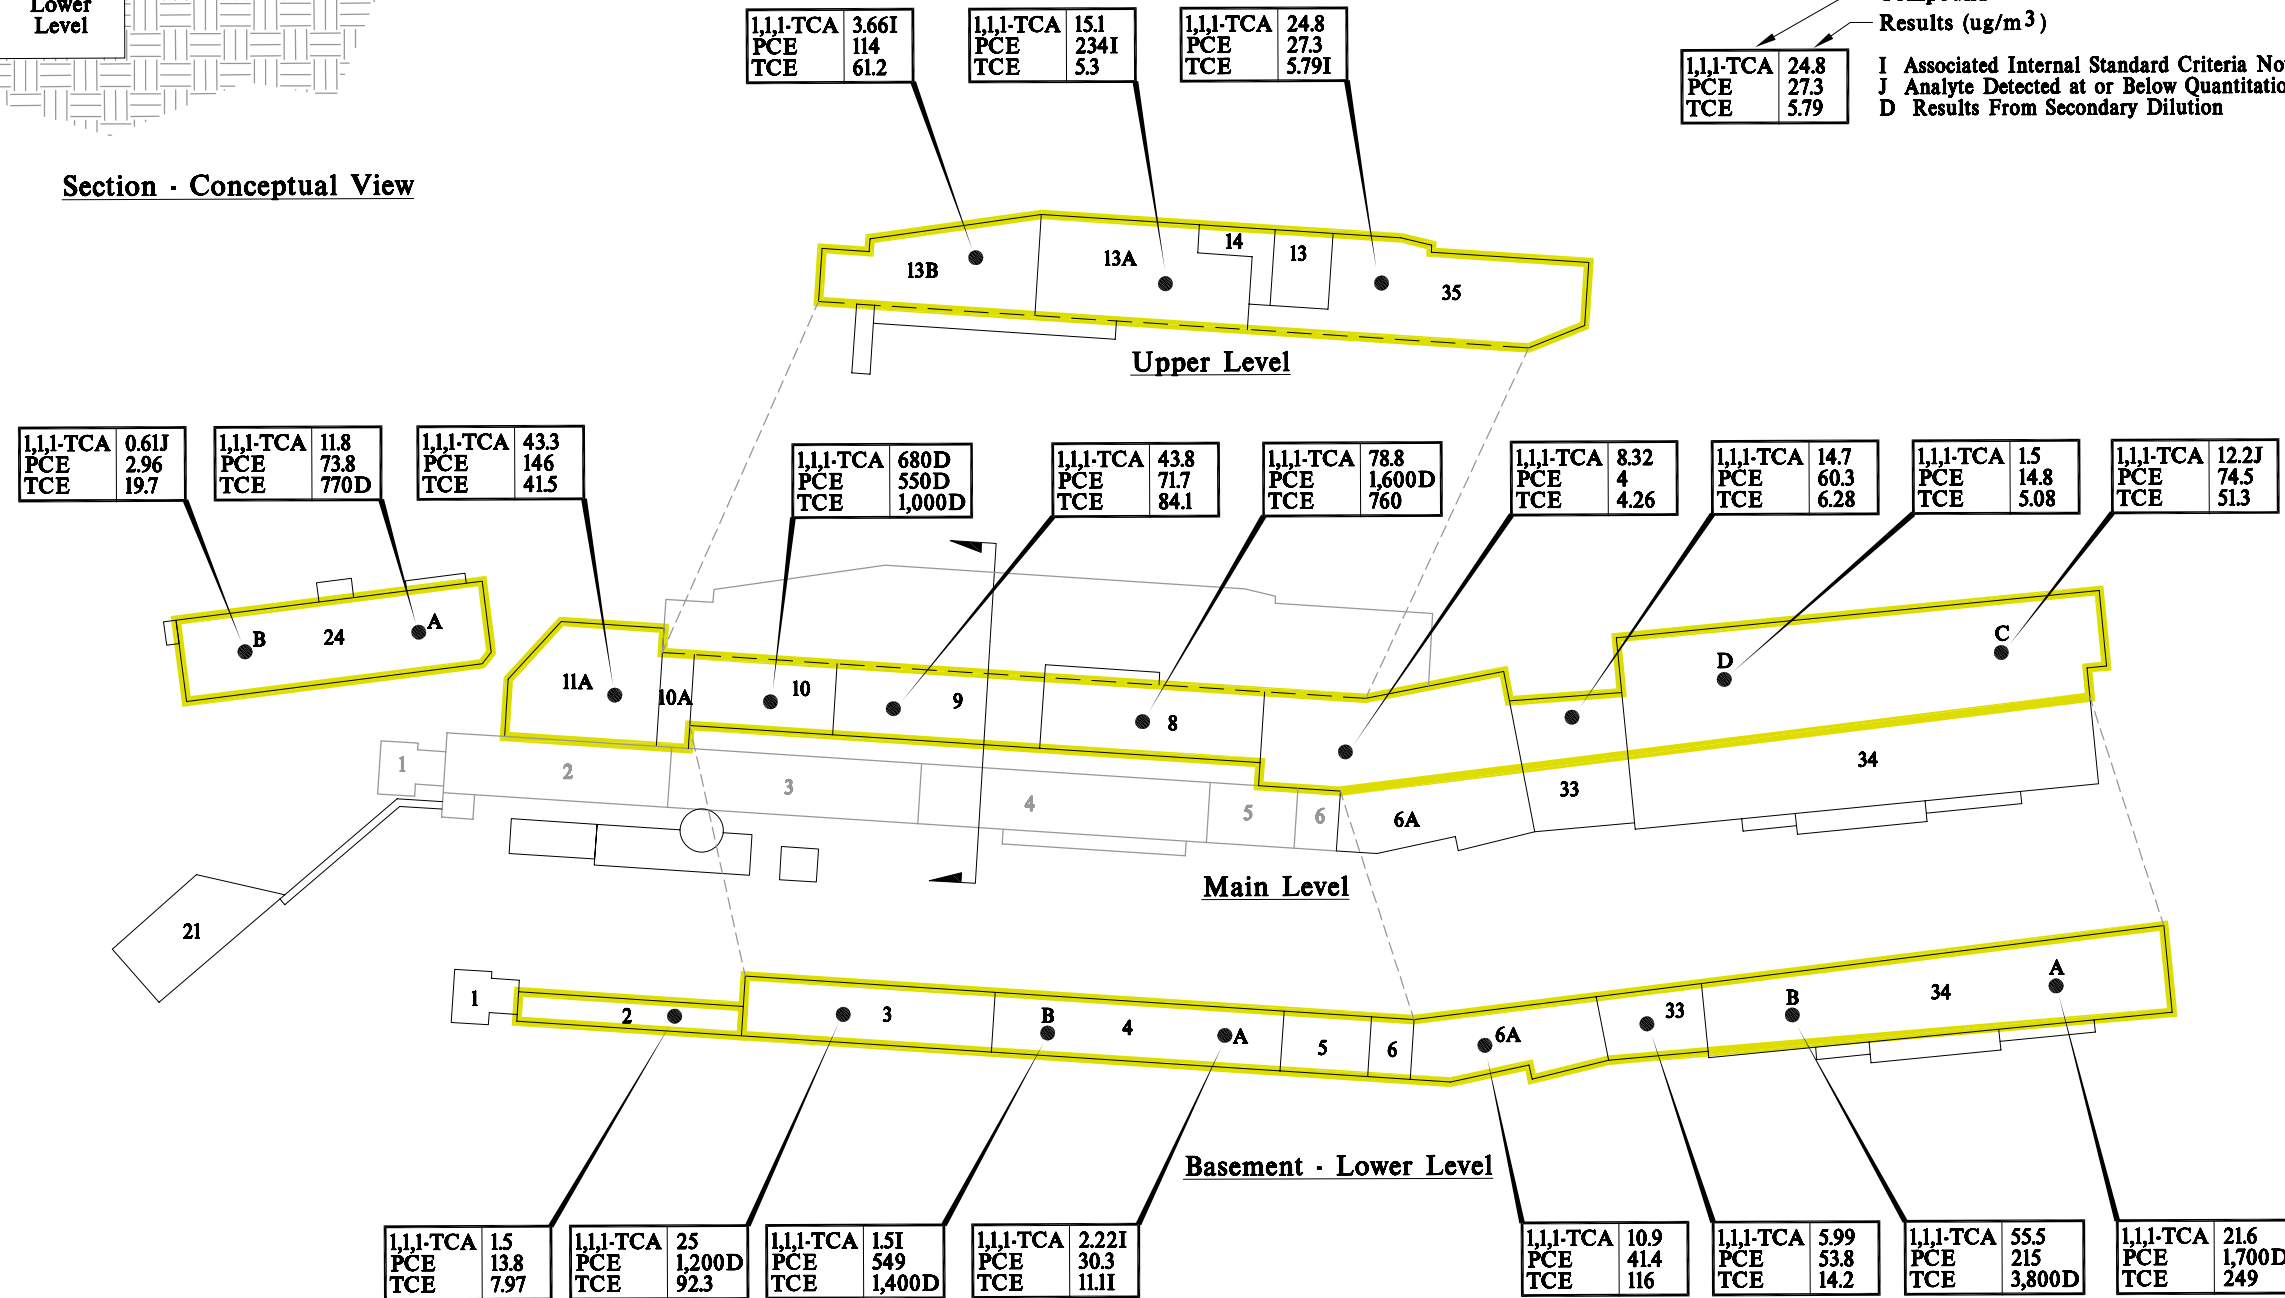 Lower
Level
Section - Conceptual View
1,1,1-TCA 3.66I
PCE 114
TCE 61.2
1,1,1-TCA 15.1
PCE 234I
TCE 5.3
1,1,1-TCA 24.8
PCE 27.3
TCE 5.79I
Results (ug/m³)
1,1,1-TCA 24.8
PCE 27.3
TCE 5.79
I Associated Internal Standard Criteria
J Analyte Detected at or Below
D Results From Secondary Dilution
13B
13A
14
13
35
Upper Level
1,1,1-TCA 0.61J
PCE 2.96
TCE 19.7
1,1,1-TCA 11.8
PCE 73.8
TCE 770D
1,1,1-TCA 43.3
PCE 146
TCE 41.5
1,1,1-TCA 680D
PCE 550D
TCE 1,000D
1,1,1-TCA 43.8
PCE 71.7
TCE 84.1
1,1,1-TCA 78.8
PCE 1,600D
TCE 760
1,1,1-TCA 8.32
PCE 4
TCE 4.26
1,1,1-TCA 14.7
PCE 60.3
TCE 6.28
1,1,1-TCA 1.5
PCE 14.8
TCE 5.08
1,1,1-TCA 12.2J
PCE 74.5
TCE 51.3
B
24
A
11A
10A
10
9
8
D
C
1
2
3
4
5
6
6A
33
34
21
Main Level
1
2
3
B
4
A
5
6
6A
33
B
34
A
Basement - Lower Level
1,1,1-TCA 1.5
PCE 13.8
TCE 7.97
1,1,1-TCA 25
PCE 1,200D
TCE 92.3
1,1,1-TCA 1.5I
PCE 549
TCE 1,400D
1,1,1-TCA 2.22I
PCE 30.3
TCE 11.1I
1,1,1-TCA 10.9
PCE 41.4
TCE 116
1,1,1-TCA 5.99
PCE 53.8
TCE 14.2
1,1,1-TCA 55.5
PCE 215
TCE 3,800D
1,1,1-TCA 21.6
PCE 1,700D
TCE 249